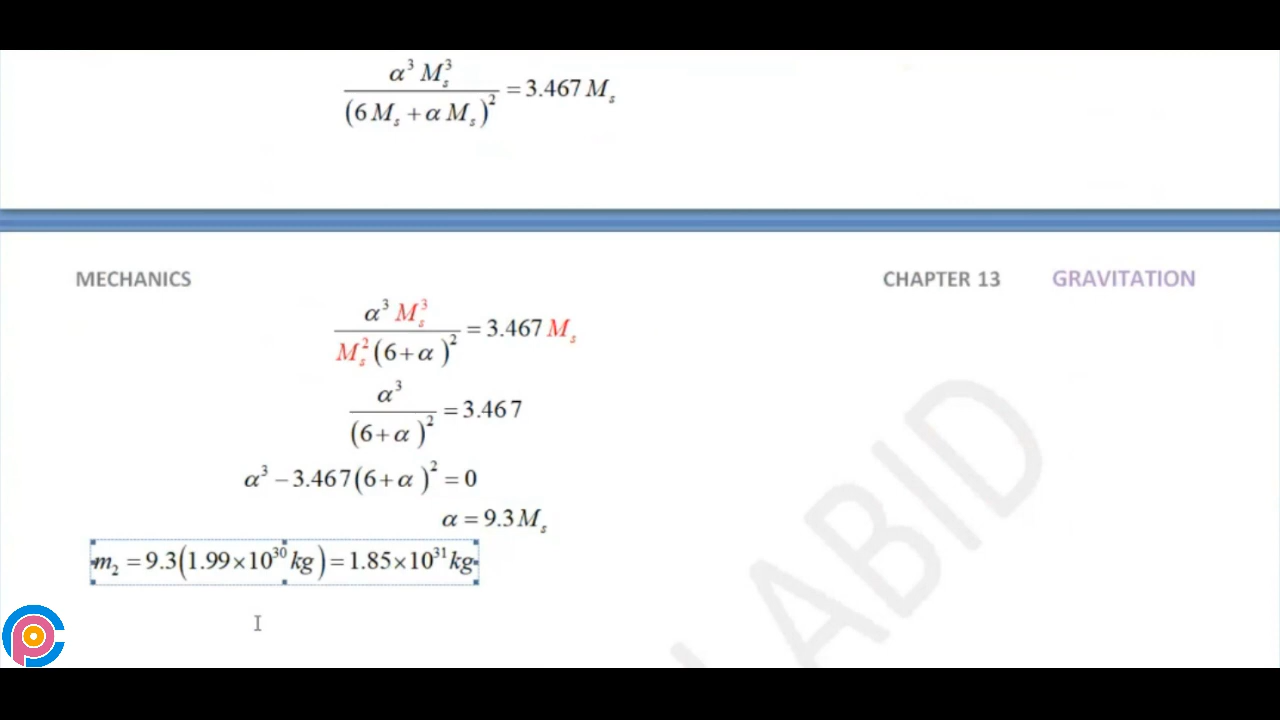 α³ M_s³ / (6 M_s + α M_s)² = 3.467 M_s
MECHANICS CHAPTER 13 GRAVITATION
α³ M_s³ / M_s² (6 + α)² = 3.467 M_s
α³ / (6 + α)² = 3.467
α³ − 3.467(6 + α)² = 0
α = 9.3 M_s
m₂ = 9.3(1.99×10³⁰ kg) = 1.85×10³¹ kg
ABID